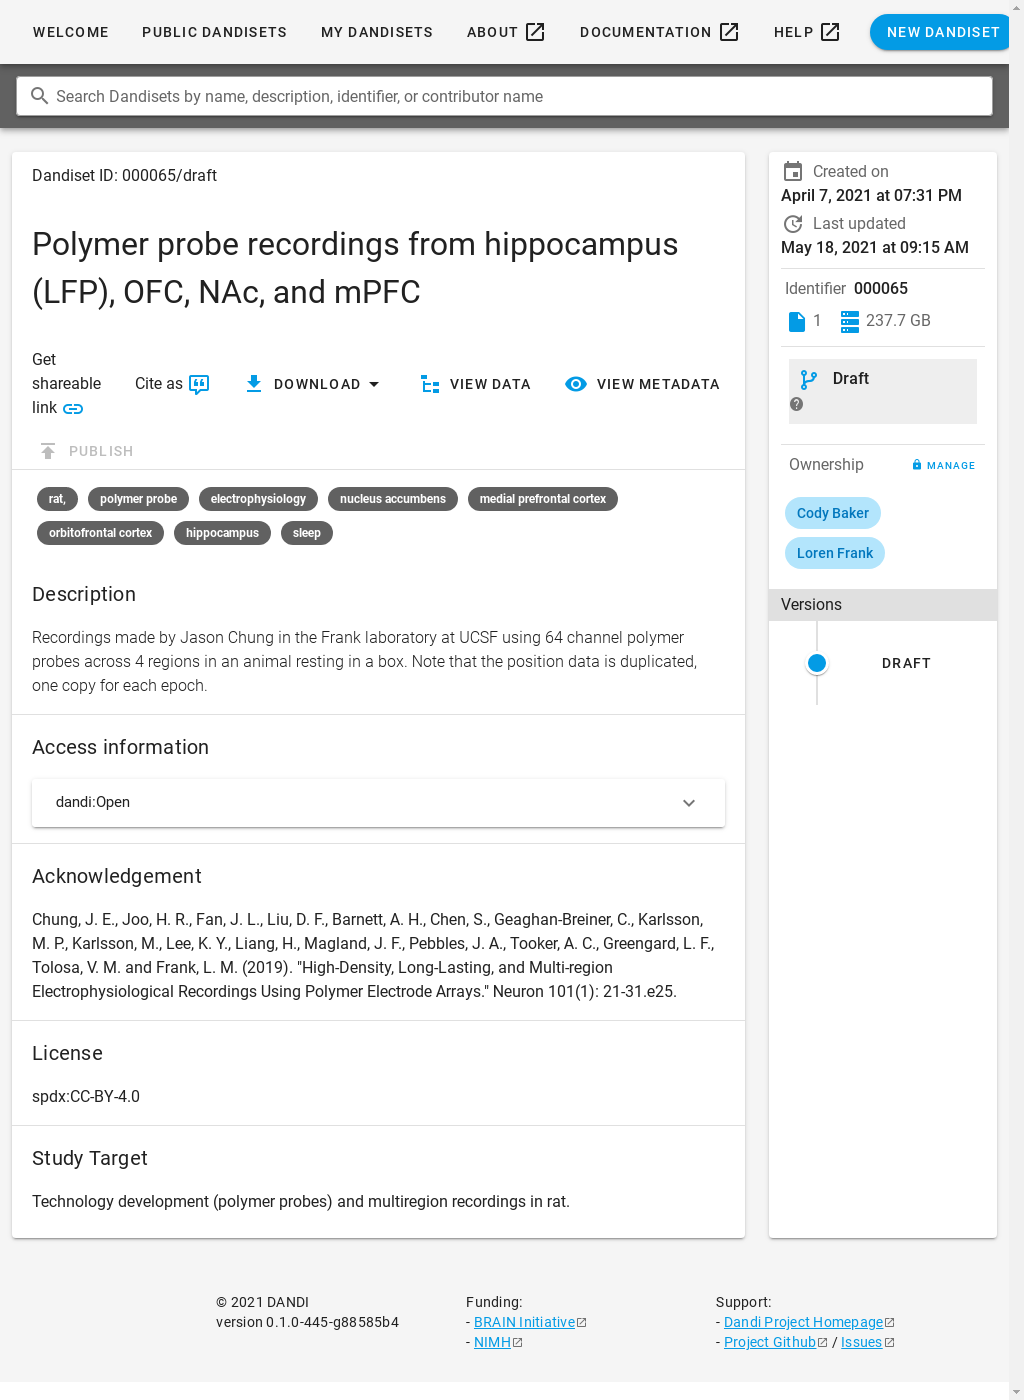 WELCOME PUBLIC DANDISETS MY DANDISETS ABOUT DOCUMENTATION HELP NEW DANDISET
Search Dandisets by name, description, identifier, or contributor name
Dandiset ID: 000065/draft
Polymer probe recordings from hippocampus
(LFP), OFC, NAc, and mPFC
Get
shareable
link
Cite as
DOWNLOAD
VIEW DATA
VIEW METADATA
PUBLISH
rat, polymer probe electrophysiology nucleus accumbens medial prefrontal cortex
orbitofrontal cortex hippocampus sleep
Description
Recordings made by Jason Chung in the Frank laboratory at UCSF using 64 channel polymer
probes across 4 regions in an animal resting in a box. Note that the position data is duplicated,
one copy for each epoch.
Access information
dandi:Open
Acknowledgement
Chung, J. E., Joo, H. R., Fan, J. L., Liu, D. F., Barnett, A. H., Chen, S., Geaghan-Breiner, C., Karlsson,
M. P., Karlsson, M., Lee, K. Y., Liang, H., Magland, J. F., Pebbles, J. A., Tooker, A. C., Greengard, L. F.,
Tolosa, V. M. and Frank, L. M. (2019). "High-Density, Long-Lasting, and Multi-region
Electrophysiological Recordings Using Polymer Electrode Arrays." Neuron 101(1): 21-31.e25.
License
spdx:CC-BY-4.0
Study Target
Technology development (polymer probes) and multiregion recordings in rat.
Created on
April 7, 2021 at 07:31 PM
Last updated
May 18, 2021 at 09:15 AM
Identifier 000065
1 237.7 GB
Draft
Ownership MANAGE
Cody Baker
Loren Frank
Versions
DRAFT
© 2021 DANDI
version 0.1.0-445-g88585b4
Funding:
- BRAIN Initiative
- NIMH
Support:
- Dandi Project Homepage
- Project Github / Issues